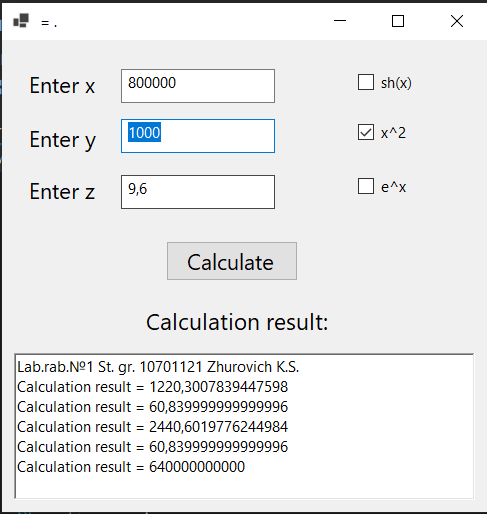 = .
Enter x 800000 sh(x)
Enter y 1000 x^2
Enter z 9,6 e^x
Calculate
Calculation result:
Lab.rab.№1 St. gr. 10701121 Zhurovich K.S.
Calculation result = 1220,3007839447598
Calculation result = 60,839999999999996
Calculation result = 2440,6019776244984
Calculation result = 60,839999999999996
Calculation result = 640000000000